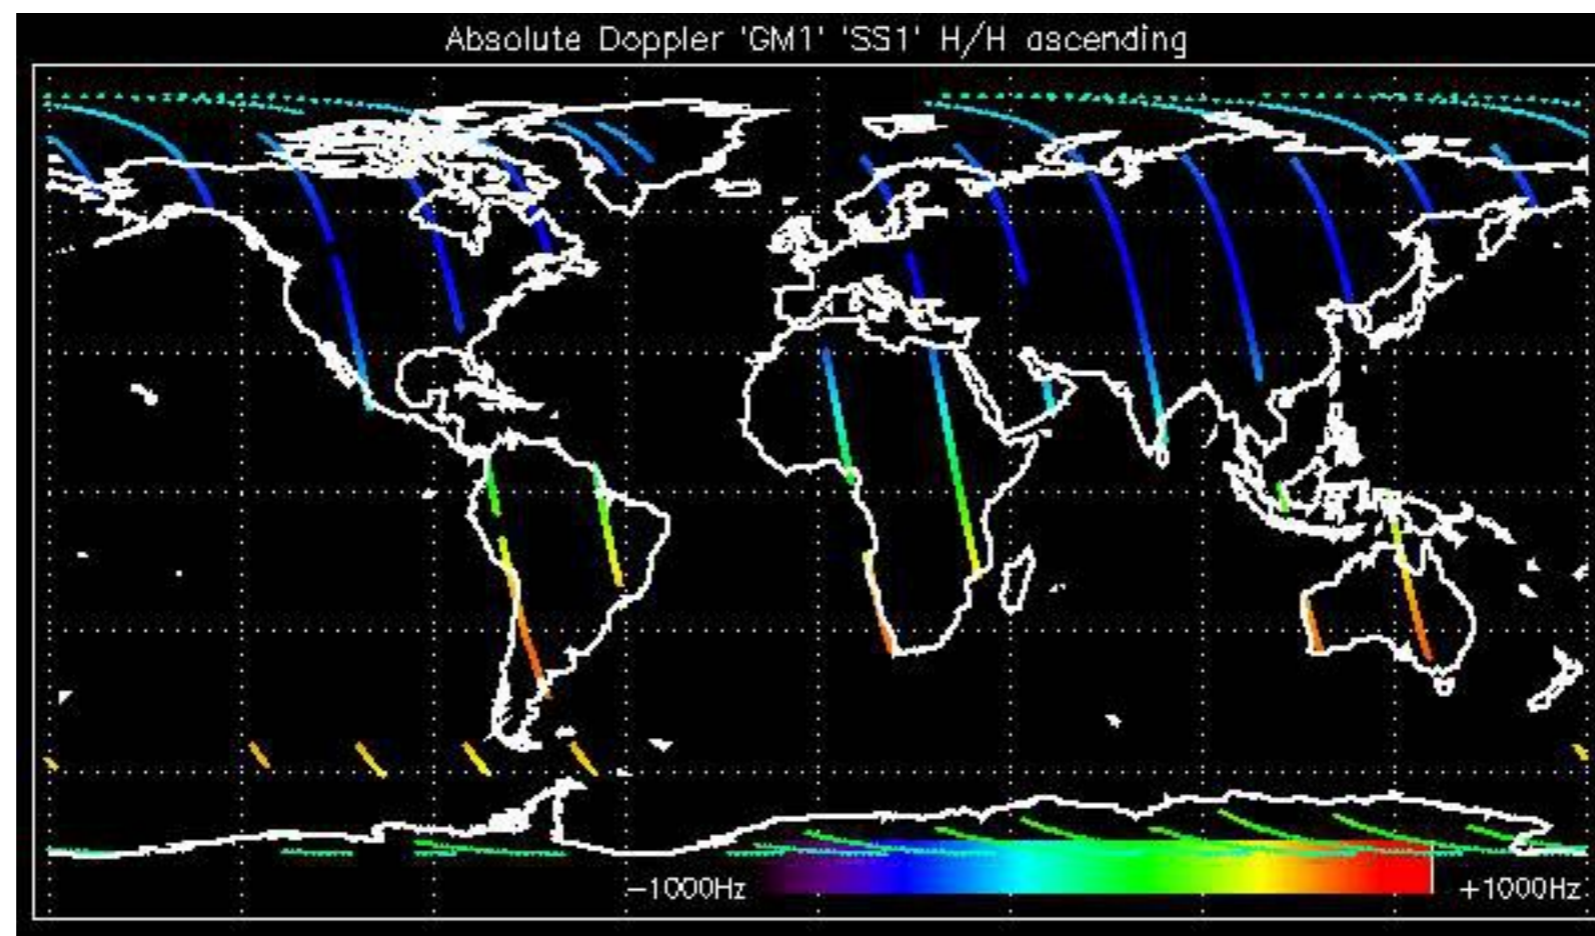 Absolute Doppler 'GM1' 'SS1' H/H ascending
−1000Hz
+1000Hz